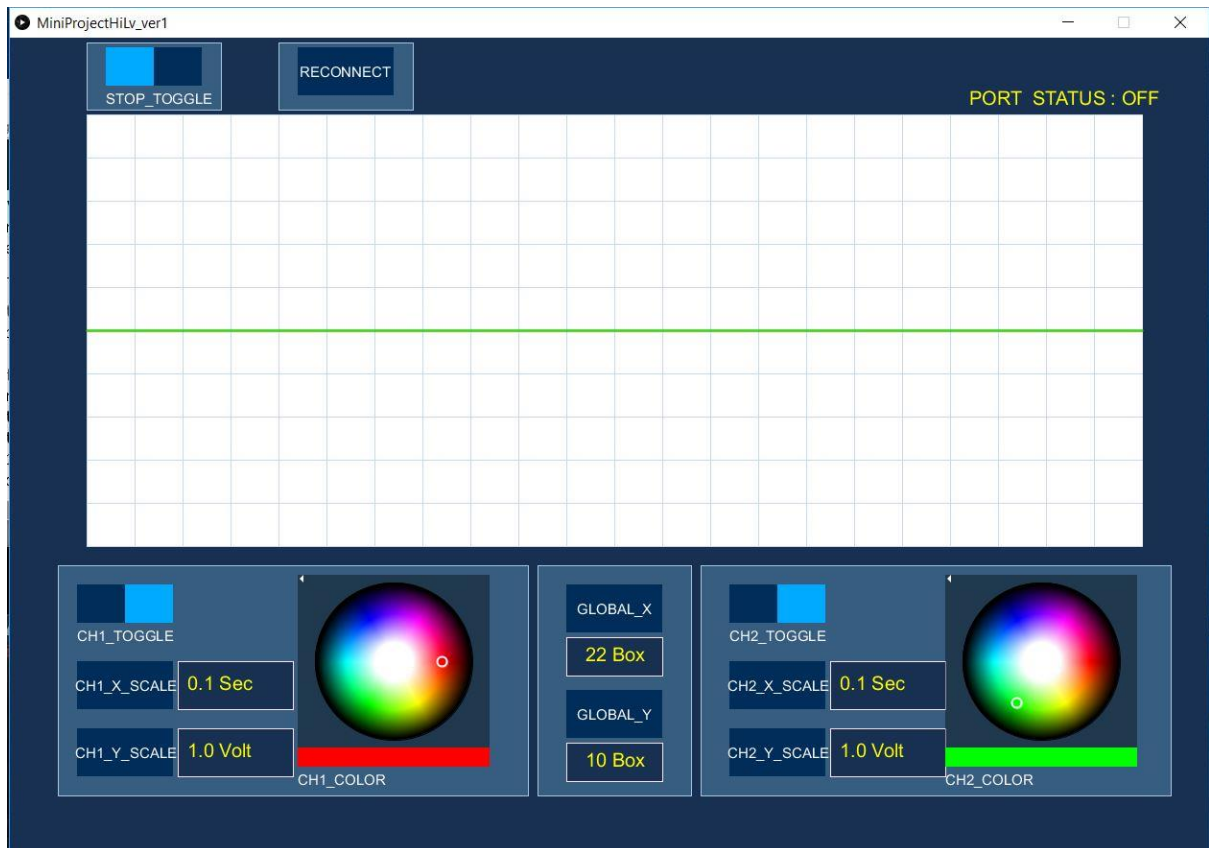 MiniProjectHiLv_ver1
STOP_TOGGLE
RECONNECT
PORT STATUS : OFF
CH1_TOGGLE
CH1_X_SCALE
0.1 Sec
CH1_Y_SCALE
1.0 Volt
CH1_COLOR
GLOBAL_X
22 Box
GLOBAL_Y
10 Box
CH2_TOGGLE
CH2_X_SCALE
0.1 Sec
CH2_Y_SCALE
1.0 Volt
CH2_COLOR